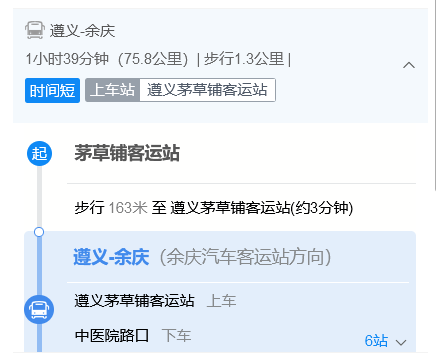 遵义-余庆
1小时39分钟（75.8公里）| 步行1.3公里 |
时间短 上车站 遵义茅草铺客运站
起 茅草铺客运站
步行 163米 至 遵义茅草铺客运站(约3分钟)
遵义-余庆（余庆汽车客运站方向）
遵义茅草铺客运站 上车
中医院路口 下车 6站